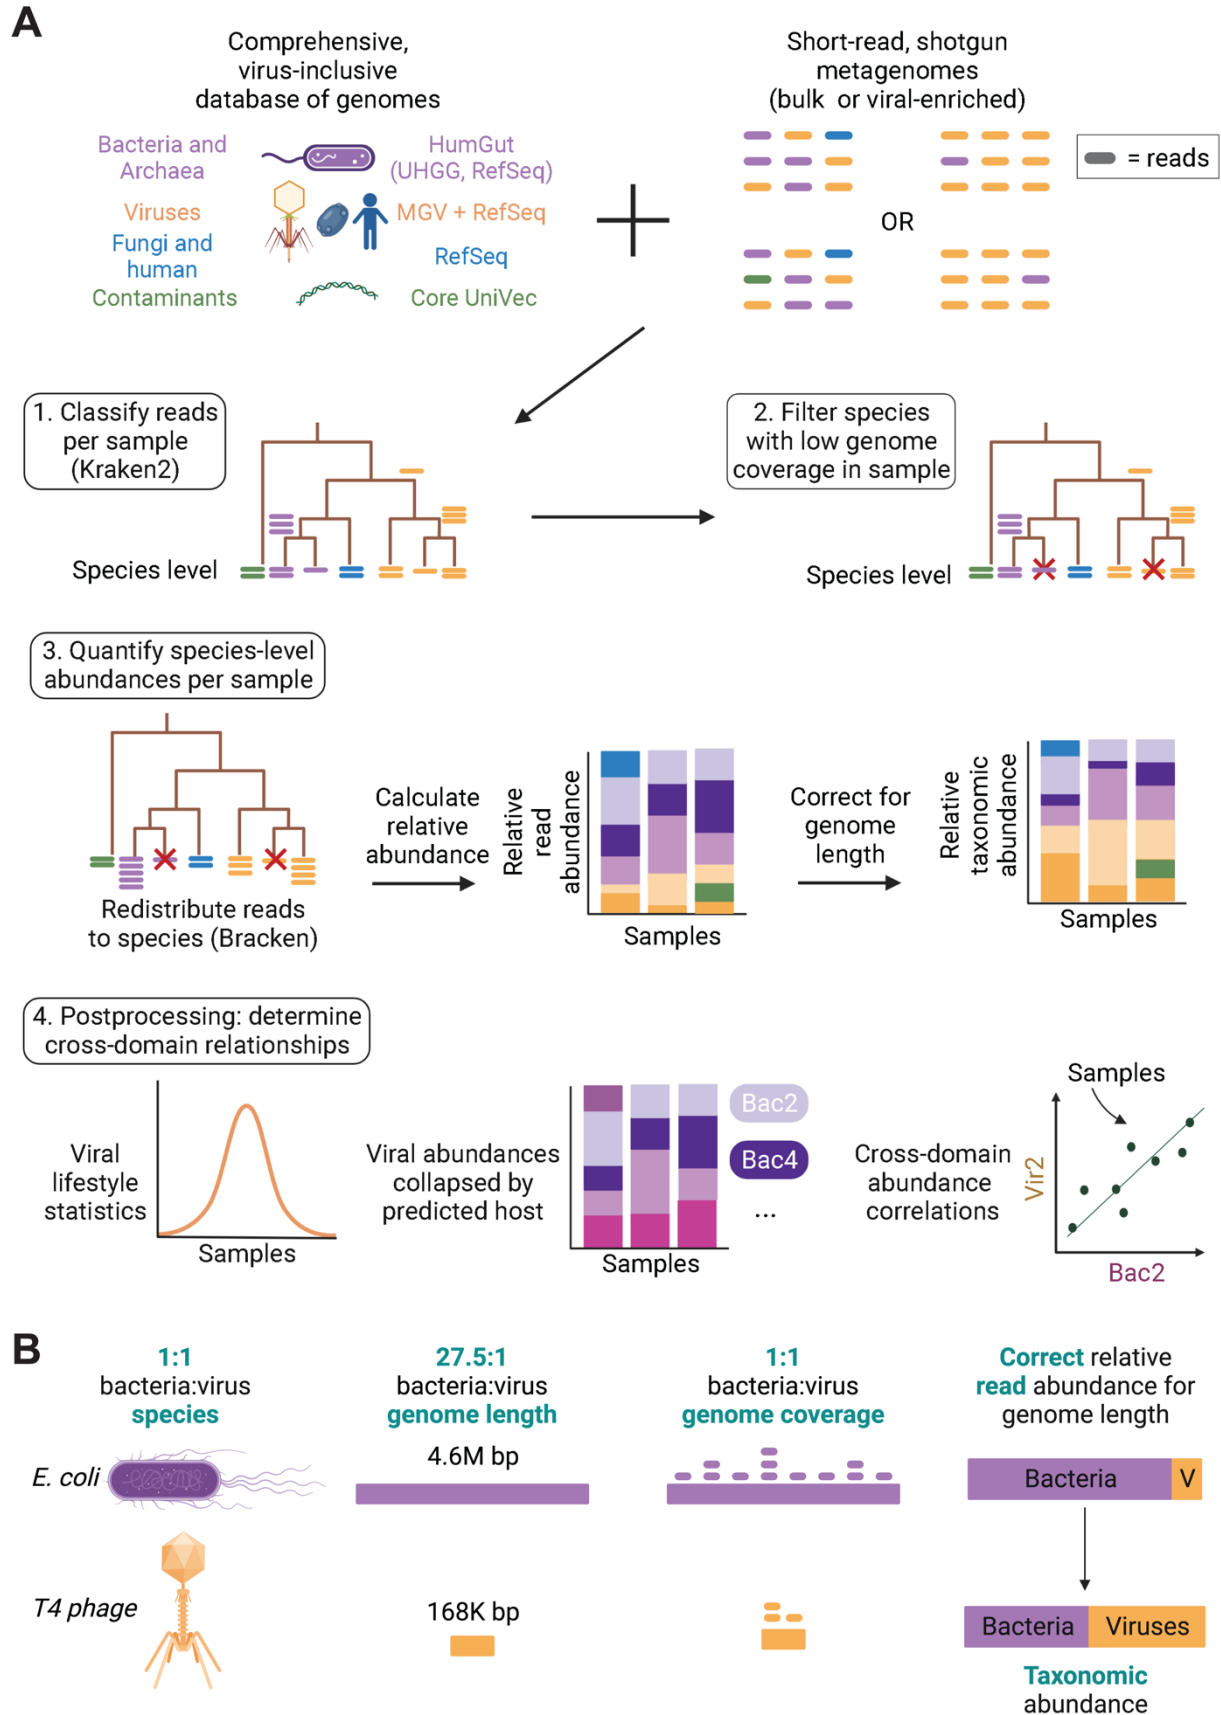 A
Comprehensive,
virus-inclusive
database of genomes
Bacteria and
Archaea
HumGut
(UHGG, RefSeq)
Viruses
MGV + RefSeq
Fungi and
human
RefSeq
Contaminants
Core UniVec
Short-read, shotgun
metagenomes
(bulk or viral-enriched)
= reads
OR
1. Classify reads
per sample
(Kraken2)
Species level
2. Filter species
with low genome
coverage in sample
Species level
3. Quantify species-level
abundances per sample
Redistribute reads
to species (Bracken)
Calculate
relative
abundance
Relative
read
abundance
Samples
Correct for
genome
length
Relative
taxonomic
abundance
Samples
4. Postprocessing: determine
cross-domain relationships
Viral
lifestyle
statistics
Samples
Viral abundances
collapsed by
predicted host
Samples
Bac2
Bac4
...
Cross-domain
abundance
correlations
Samples
Vir2
Bac2
B
1:1
bacteria:virus
species
27.5:1
bacteria:virus
genome length
1:1
bacteria:virus
genome coverage
Correct relative
read abundance for
genome length
E. coli
4.6M bp
Bacteria V
T4 phage
168K bp
Bacteria Viruses
Taxonomic
abundance